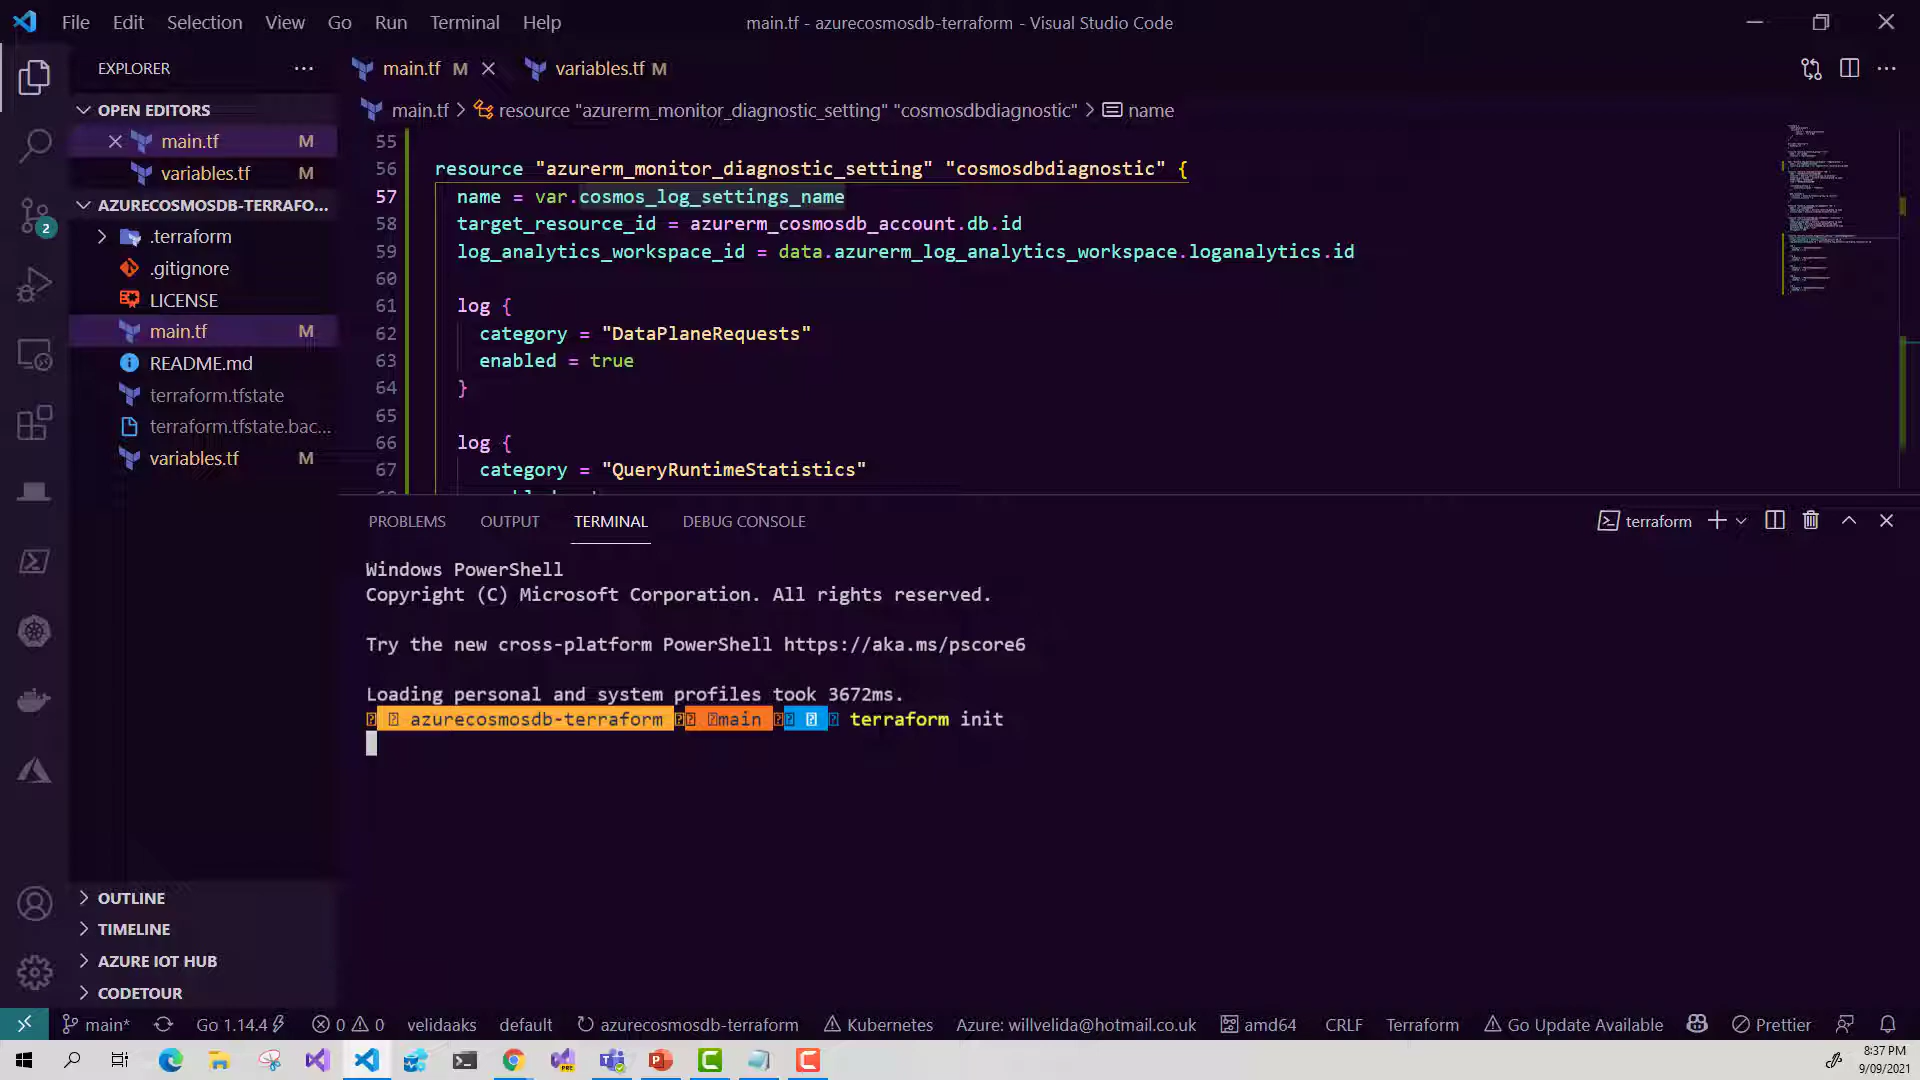 File Edit Selection View Go Run Terminal Help
main.tf - azurecosmosdb-terraform - Visual Studio Code
EXPLORER
main.tf M
variables.tf M
OPEN EDITORS
main.tf M
variables.tf M
AZURECOSMOSDB-TERRAFO...
.terraform
.gitignore
LICENSE
main.tf M
README.md
terraform.tfstate
terraform.tfstate.bac...
variables.tf M
2
OUTLINE
TIMELINE
AZURE IOT HUB
CODETOUR
main.tf > resource "azurerm_monitor_diagnostic_setting" "cosmosdbdiagnostic" > name
55
56 resource "azurerm_monitor_diagnostic_setting" "cosmosdbdiagnostic" {
57 name = var.cosmos_log_settings_name
58 target_resource_id = azurerm_cosmosdb_account.db.id
59 log_analytics_workspace_id = data.azurerm_log_analytics_workspace.loganalytics.id
60
61 log {
62 category = "DataPlaneRequests"
63 enabled = true
64 }
65
66 log {
67 category = "QueryRuntimeStatistics"
PROBLEMS OUTPUT TERMINAL DEBUG CONSOLE
terraform
Windows PowerShell
Copyright (C) Microsoft Corporation. All rights reserved.
Try the new cross-platform PowerShell https://aka.ms/pscore6
Loading personal and system profiles took 3672ms.
azurecosmosdb-terraform main terraform init
main* Go 1.14.4 0 0 velidaaks default azurecosmosdb-terraform Kubernetes Azure: willvelida@hotmail.co.uk amd64 CRLF Terraform Go Update Available Prettier
8:37 PM
9/09/2021